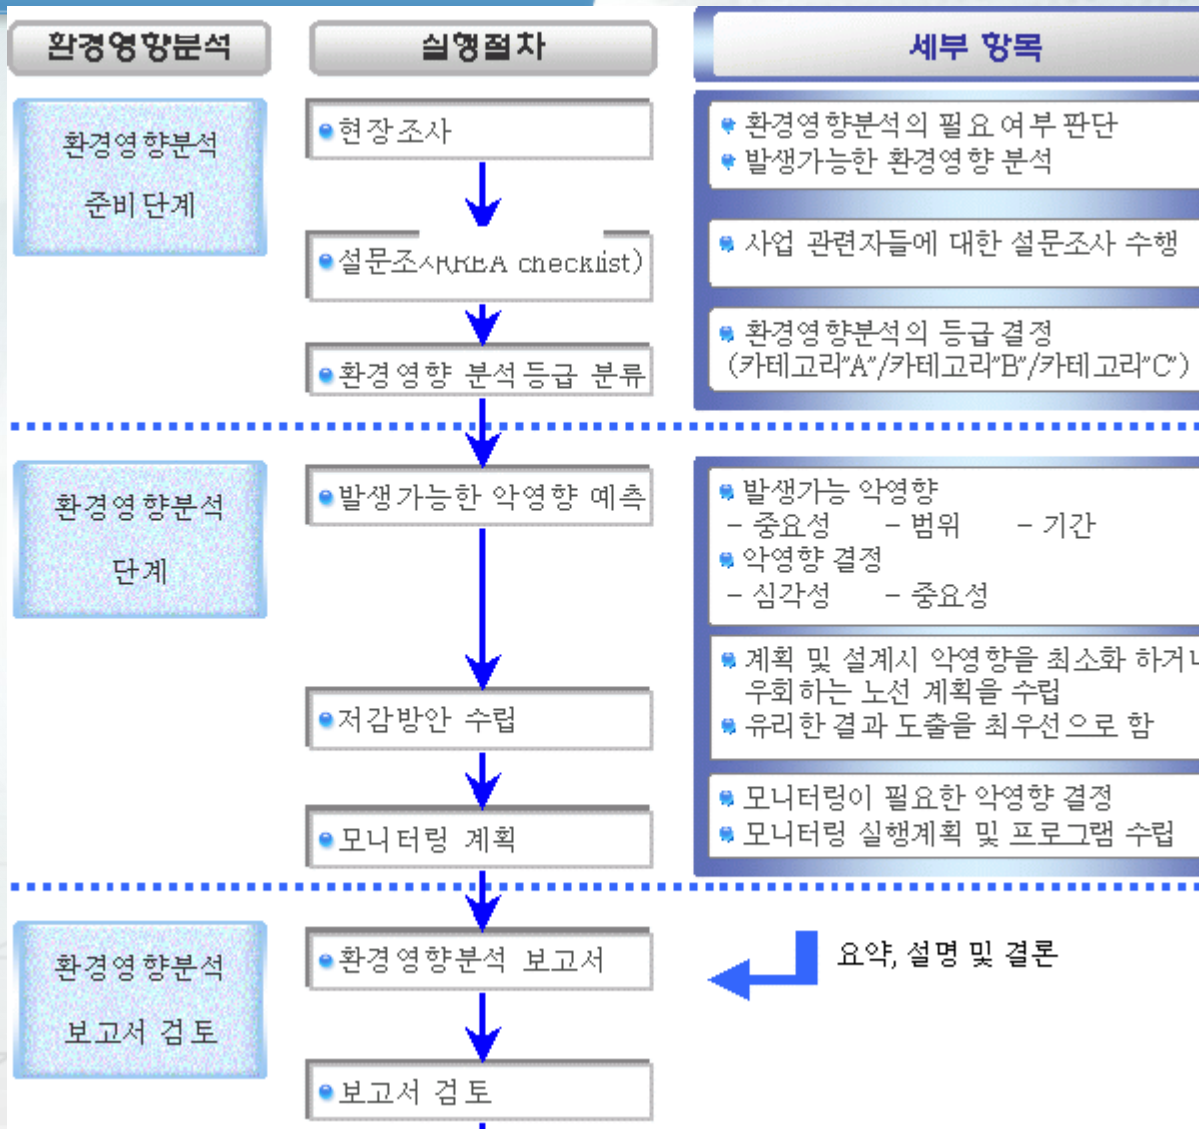 환경영향분석
실행절차
세부 항목
환경영향분석
준비단계
현장조사
환경영향분석의 필요여부 판단
발생가능한 환경영향 분석
checklist)
사업 관련자들에 대한 설문조사 수행
환경영향 분석등급 분류
환경영향분석의 등급 결정
(카테고리"A"/카테고리"B"/카테고리"C")
환경영향분석
단계
발생가능한 악영향 예측
발생가능 악영향
- 중요성 - 범위 - 기간
악영향 결정
- 심각성 - 중요성
저감방안 수립
계획 및 설계시 악영향을 최소화
우회하는 노선 계획을 수립
유리한 결과 도출을 최우선으로 함
모니터링 계획
모니터링이 필요한 악영향 결정
모니터링 실행계획 및 프로그램 수립
환경영향분석
보고서 검토
환경영향분석 보고서
요약, 설명 및 결론
보고서 검토